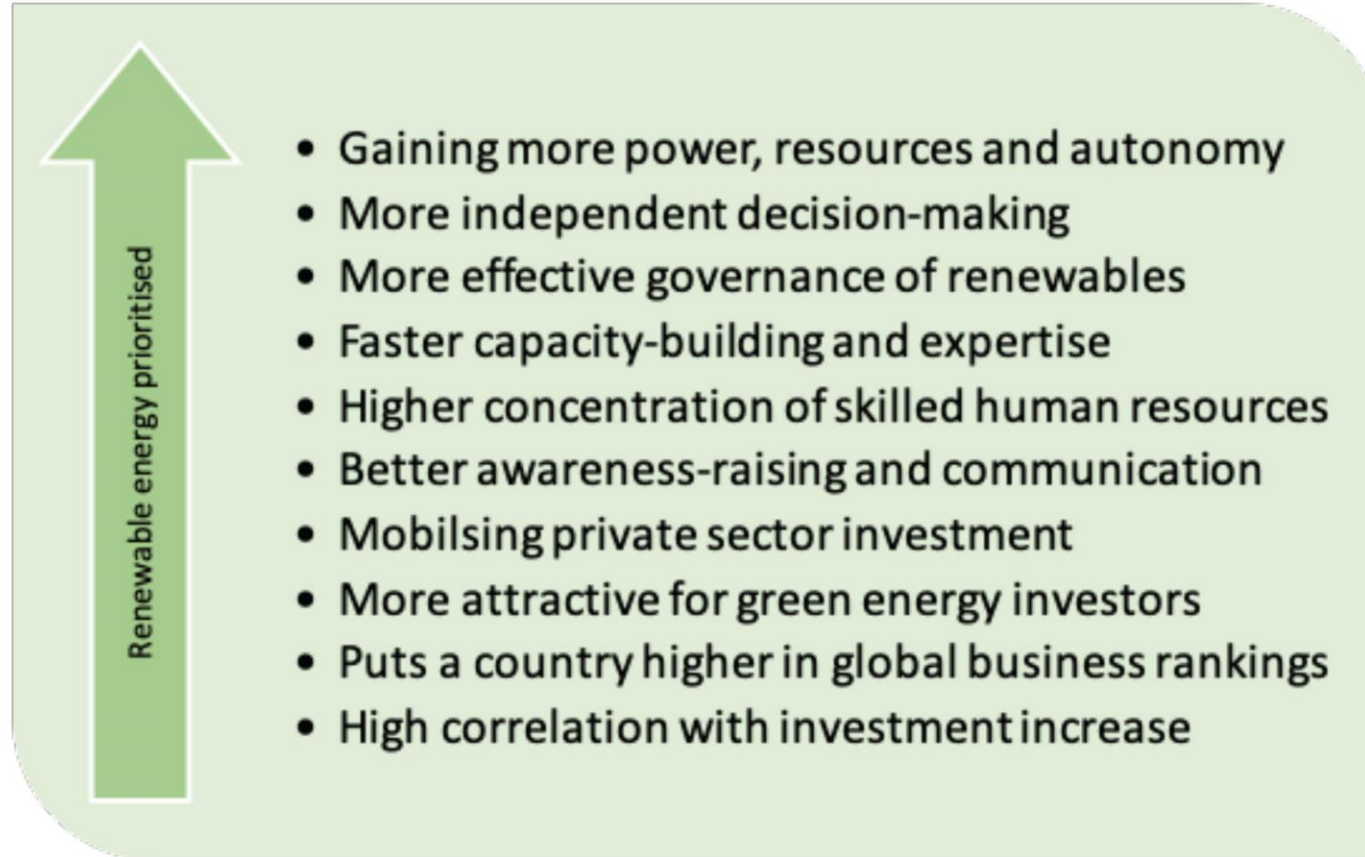 Renewable energy prioritised
• Gaining more power, resources and autonomy
• More independent decision-making
• More effective governance of renewables
• Faster capacity-building and expertise
• Higher concentration of skilled human resources
• Better awareness-raising and communication
• Mobilsing private sector investment
• More attractive for green energy investors
• Puts a country higher in global business rankings
• High correlation with investment increase